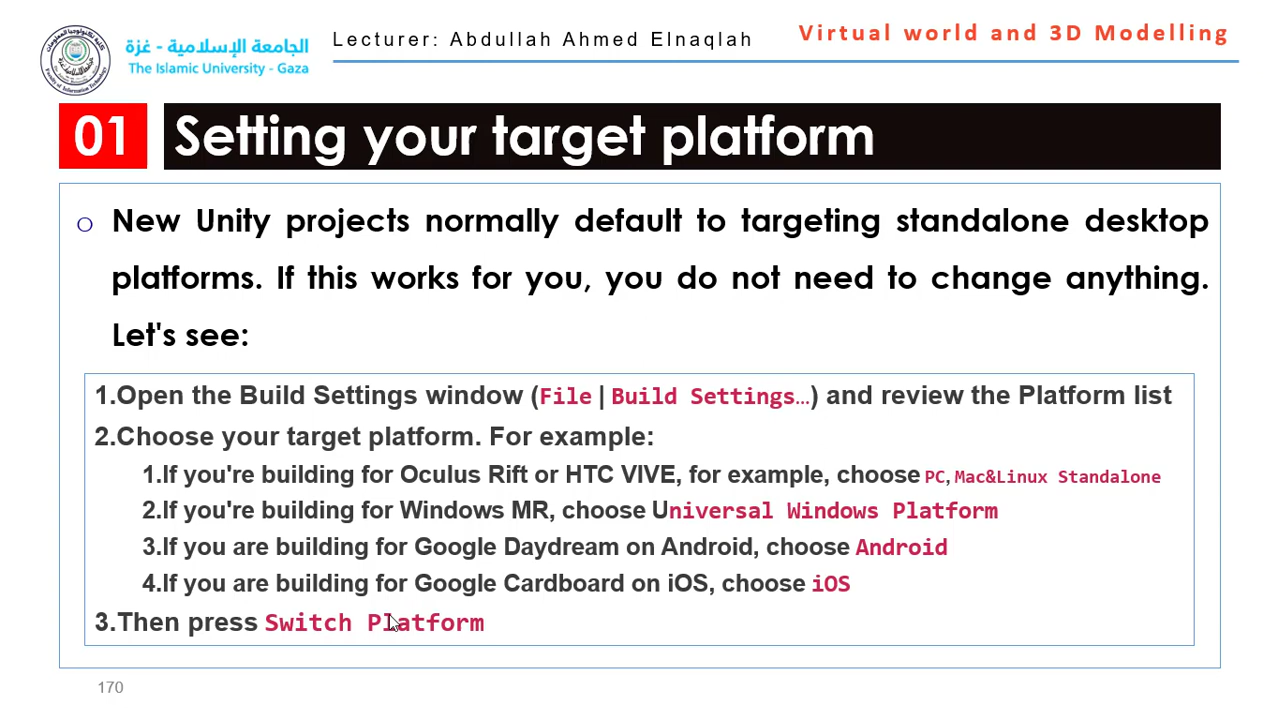 الجامعة الإسلامية - غزة
The Islamic University - Gaza
Lecturer: Abdullah Ahmed Elnaqlah
Virtual world and 3D Modelling
01 Setting your target platform
o New Unity projects normally default to targeting standalone desktop
platforms. If this works for you, you do not need to change anything.
Let's see:
1.Open the Build Settings window (File | Build Settings…) and review the Platform list
2.Choose your target platform. For example:
1.If you're building for Oculus Rift or HTC VIVE, for example, choose PC, Mac&Linux Standalone
2.If you're building for Windows MR, choose Universal Windows Platform
3.If you are building for Google Daydream on Android, choose Android
4.If you are building for Google Cardboard on iOS, choose iOS
3.Then press Switch Platform
170